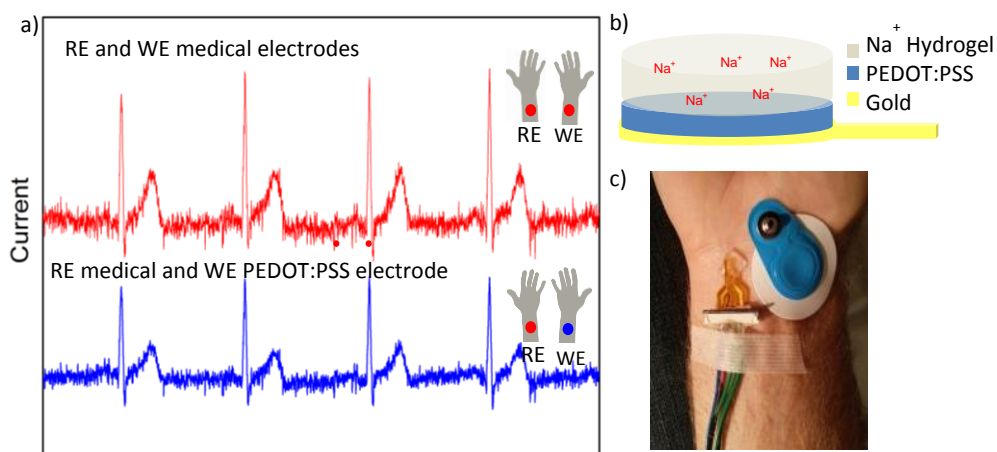 a)
RE and WE medical electrodes
RE WE
Current
RE medical and WE PEDOT:PSS electrode
RE WE
b)
Na+ Na+ Na+
Na+ Na+
Na+ Hydrogel
PEDOT:PSS
Gold
c)